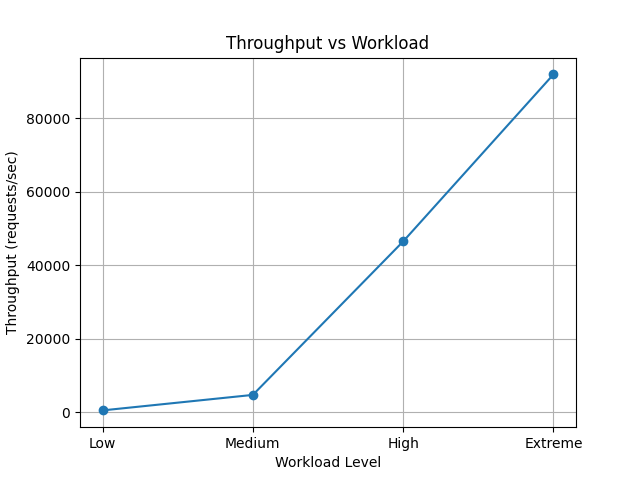 Throughput vs Workload
Throughput (requests/sec)
80000
60000
40000
20000
0
Low Medium High Extreme
Workload Level